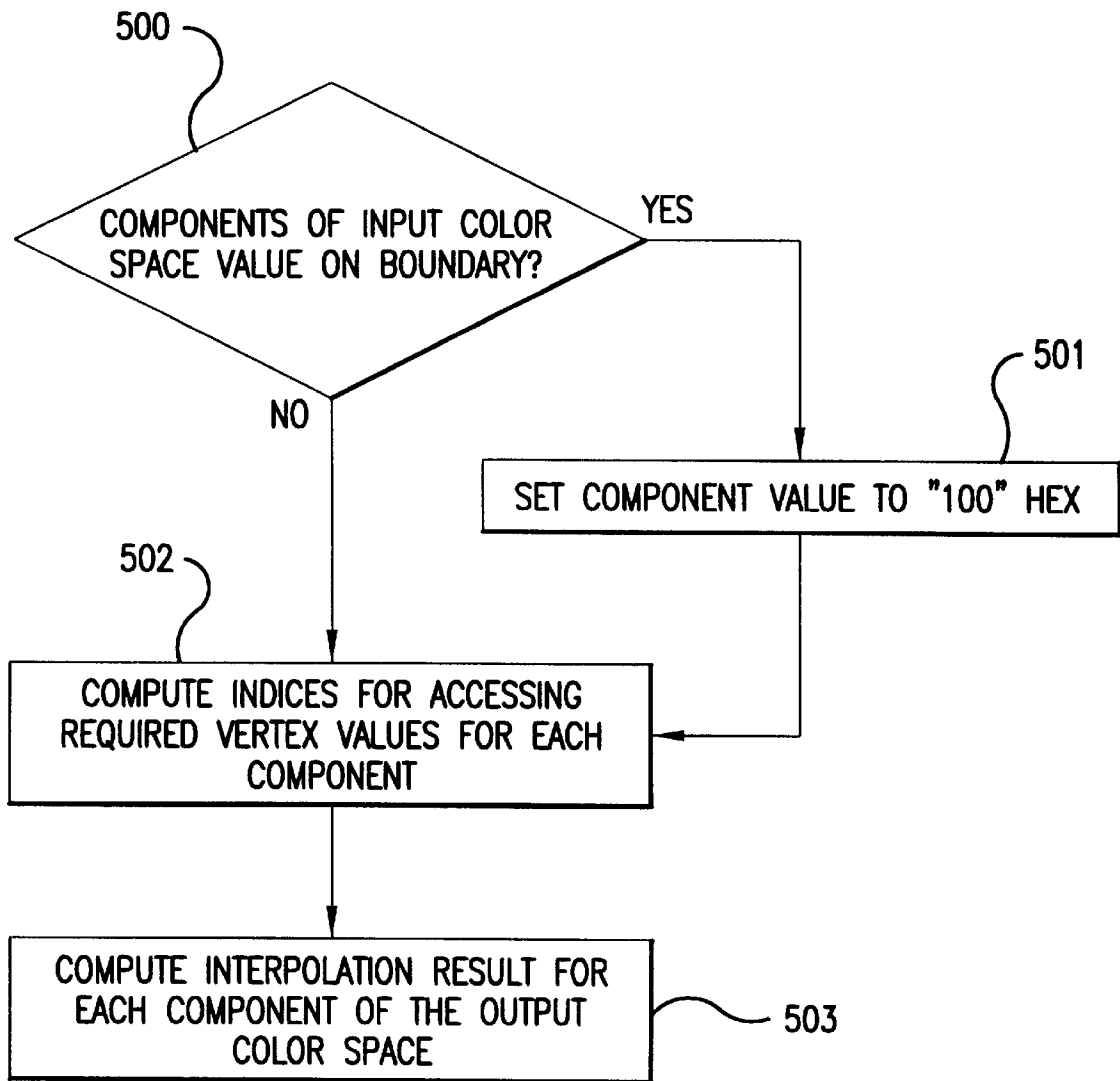 500
COMPONENTS OF INPUT COLOR
SPACE VALUE ON BOUNDARY?
YES
NO
501
SET COMPONENT VALUE TO "100" HEX
502
COMPUTE INDICES FOR ACCESSING
REQUIRED VERTEX VALUES FOR EACH
COMPONENT
COMPUTE INTERPOLATION RESULT FOR
EACH COMPONENT OF THE OUTPUT
COLOR SPACE
503